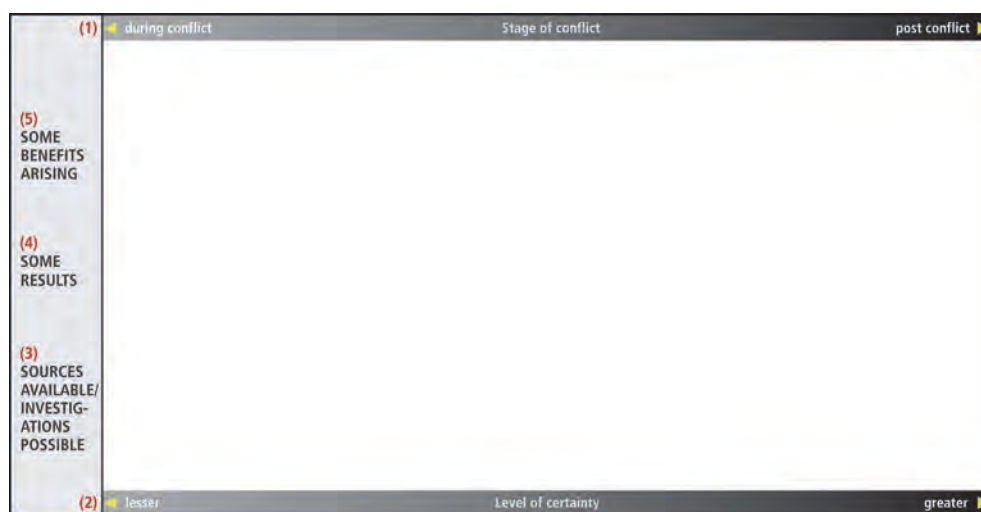 (1) during conflict Stage of conflict post conflict
(5)
SOME
BENEFITS
ARISING
(4)
SOME
RESULTS
(3)
SOURCES
AVAILABLE/
INVESTIG-
ATIONS
POSSIBLE
(2) lesser Level of certainty greater